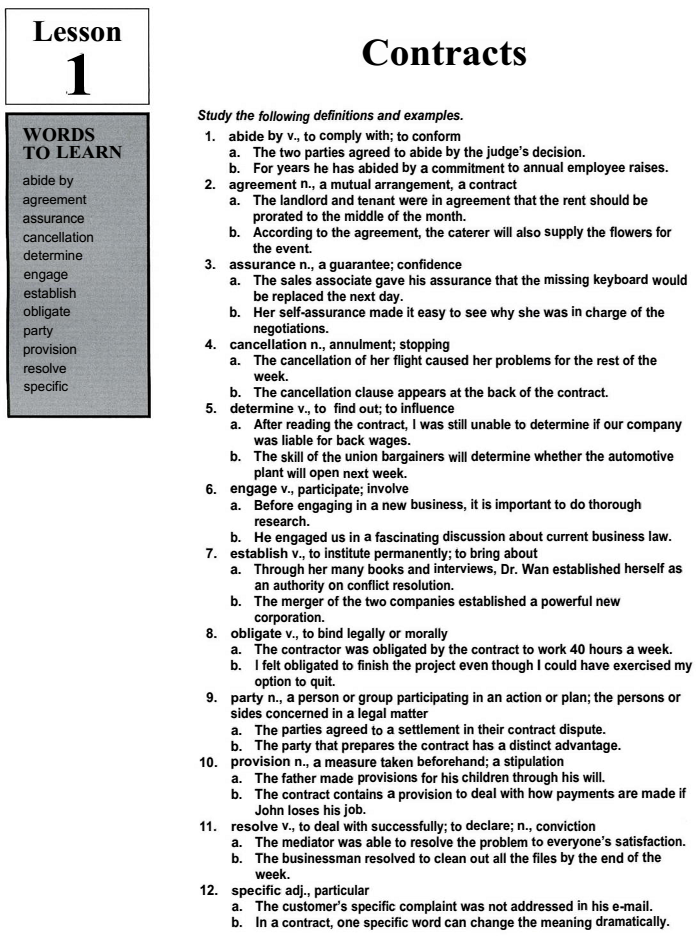 Lesson
1
Contracts
WORDS
TO LEARN
abide by
agreement
assurance
cancellation
determine
engage
establish
obligate
party
provision
resolve
specific
Study the following definitions and examples.
1. abide by v., to comply with; to conform
a. The two parties agreed to abide by the judge's decision.
b. For years he has abided by a commitment to annual employee raises.
2. agreement n., a mutual arrangement, a contract
a. The landlord and tenant were in agreement that the rent should be
prorated to the middle of the month.
b. According to the agreement, the caterer will also supply the flowers for
the event.
3. assurance n., a guarantee; confidence
a. The sales associate gave his assurance that the missing keyboard would
be replaced the next day.
b. Her self-assurance made it easy to see why she was in charge of the
negotiations.
4. cancellation n., annulment; stopping
a. The cancellation of her flight caused her problems for the rest of the
week.
b. The cancellation clause appears at the back of the contract.
5. determine v., to find out; to influence
a. After reading the contract, I was still unable to determine if our company
was liable for back wages.
b. The skill of the union bargainers will determine whether the automotive
plant will open next week.
6. engage v., participate; involve
a. Before engaging in a new business, it is important to do thorough
research.
b. He engaged us in a fascinating discussion about current business law.
7. establish v., to institute permanently; to bring about
a. Through her many books and interviews, Dr. Wan established herself as
an authority on conflict resolution.
b. The merger of the two companies established a powerful new
corporation.
8. obligate v., to bind legally or morally
a. The contractor was obligated by the contract to work 40 hours a week.
b. I felt obligated to finish the project even though I could have exercised my
option to quit.
9. party n., a person or group participating in an action or plan; the persons or
sides concerned in a legal matter
a. The parties agreed to a settlement in their contract dispute.
b. The party that prepares the contract has a distinct advantage.
10. provision n., a measure taken beforehand; a stipulation
a. The father made provisions for his children through his will.
b. The contract contains a provision to deal with how payments are made if
John loses his job.
11. resolve v., to deal with successfully; to declare; n., conviction
a. The mediator was able to resolve the problem to everyone's satisfaction.
b. The businessman resolved to clean out all the files by the end of the
week.
12. specific adj., particular
a. The customer's specific complaint was not addressed in his e-mail.
b. In a contract, one specific word can change the meaning dramatically.